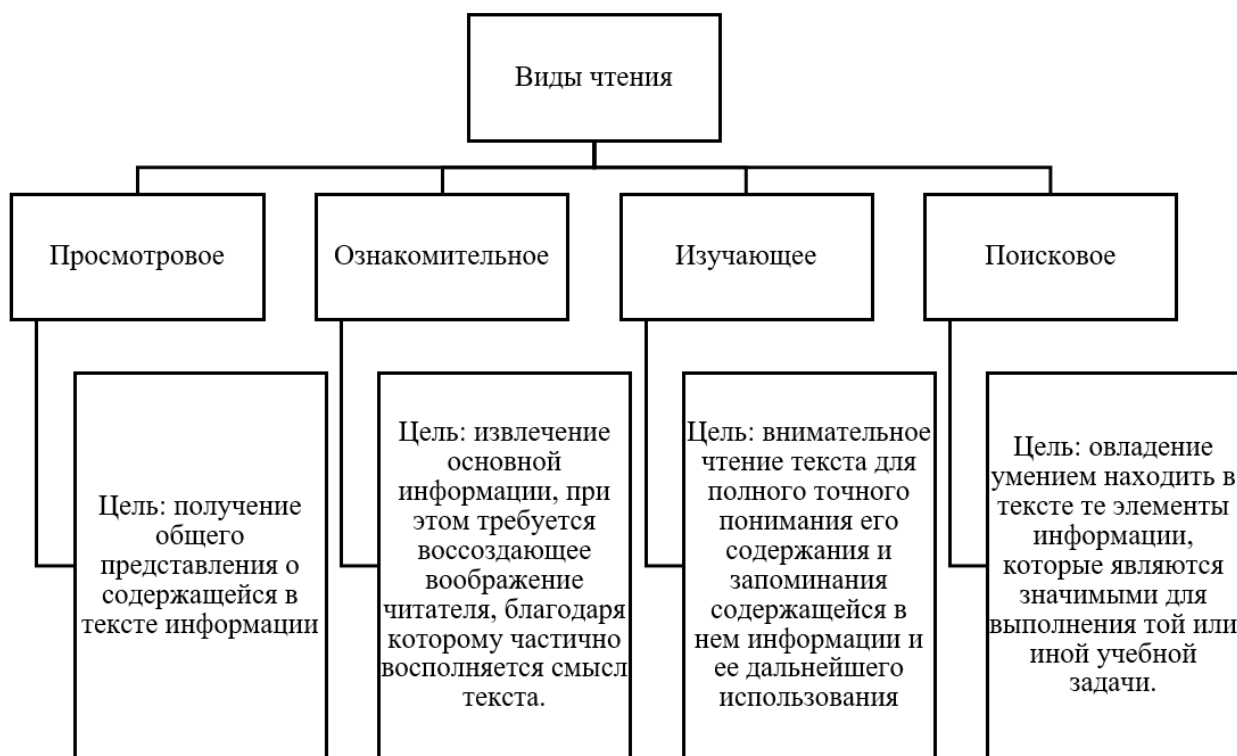 Виды чтения
Просмотровое
Ознакомительное
Изучающее
Поисковое
Цель: получение
общего
представления о
содержащейся в
тексте информации
Цель: извлечение
основной
информации, при
этом требуется
воссоздающее
воображение
читателя, благодаря
которому частично
восполняется смысл
текста.
Цель: внимательное
чтение текста для
полного точного
понимания его
содержания и
запоминания
содержащейся в
нем информации и
ее дальнейшего
использования
Цель: овладение
умением находить в
тексте те элементы
информации,
которые являются
значимыми для
выполнения той или
иной учебной
задачи.